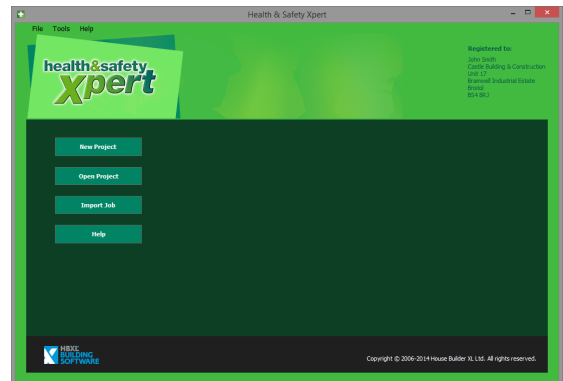 Health & Safety Xpert
File Tools Help
health&safety
xpert
Registered to:
John Smith
Castle Building & Construction
Unit 17
Bramwell Industrial Estate
Bristol
BS4 8RJ
New Project
Open Project
Import Job
Help
HBXL
BUILDING
SOFTWARE
Copyright © 2006-2014 House Builder XL Ltd. All rights reserved.